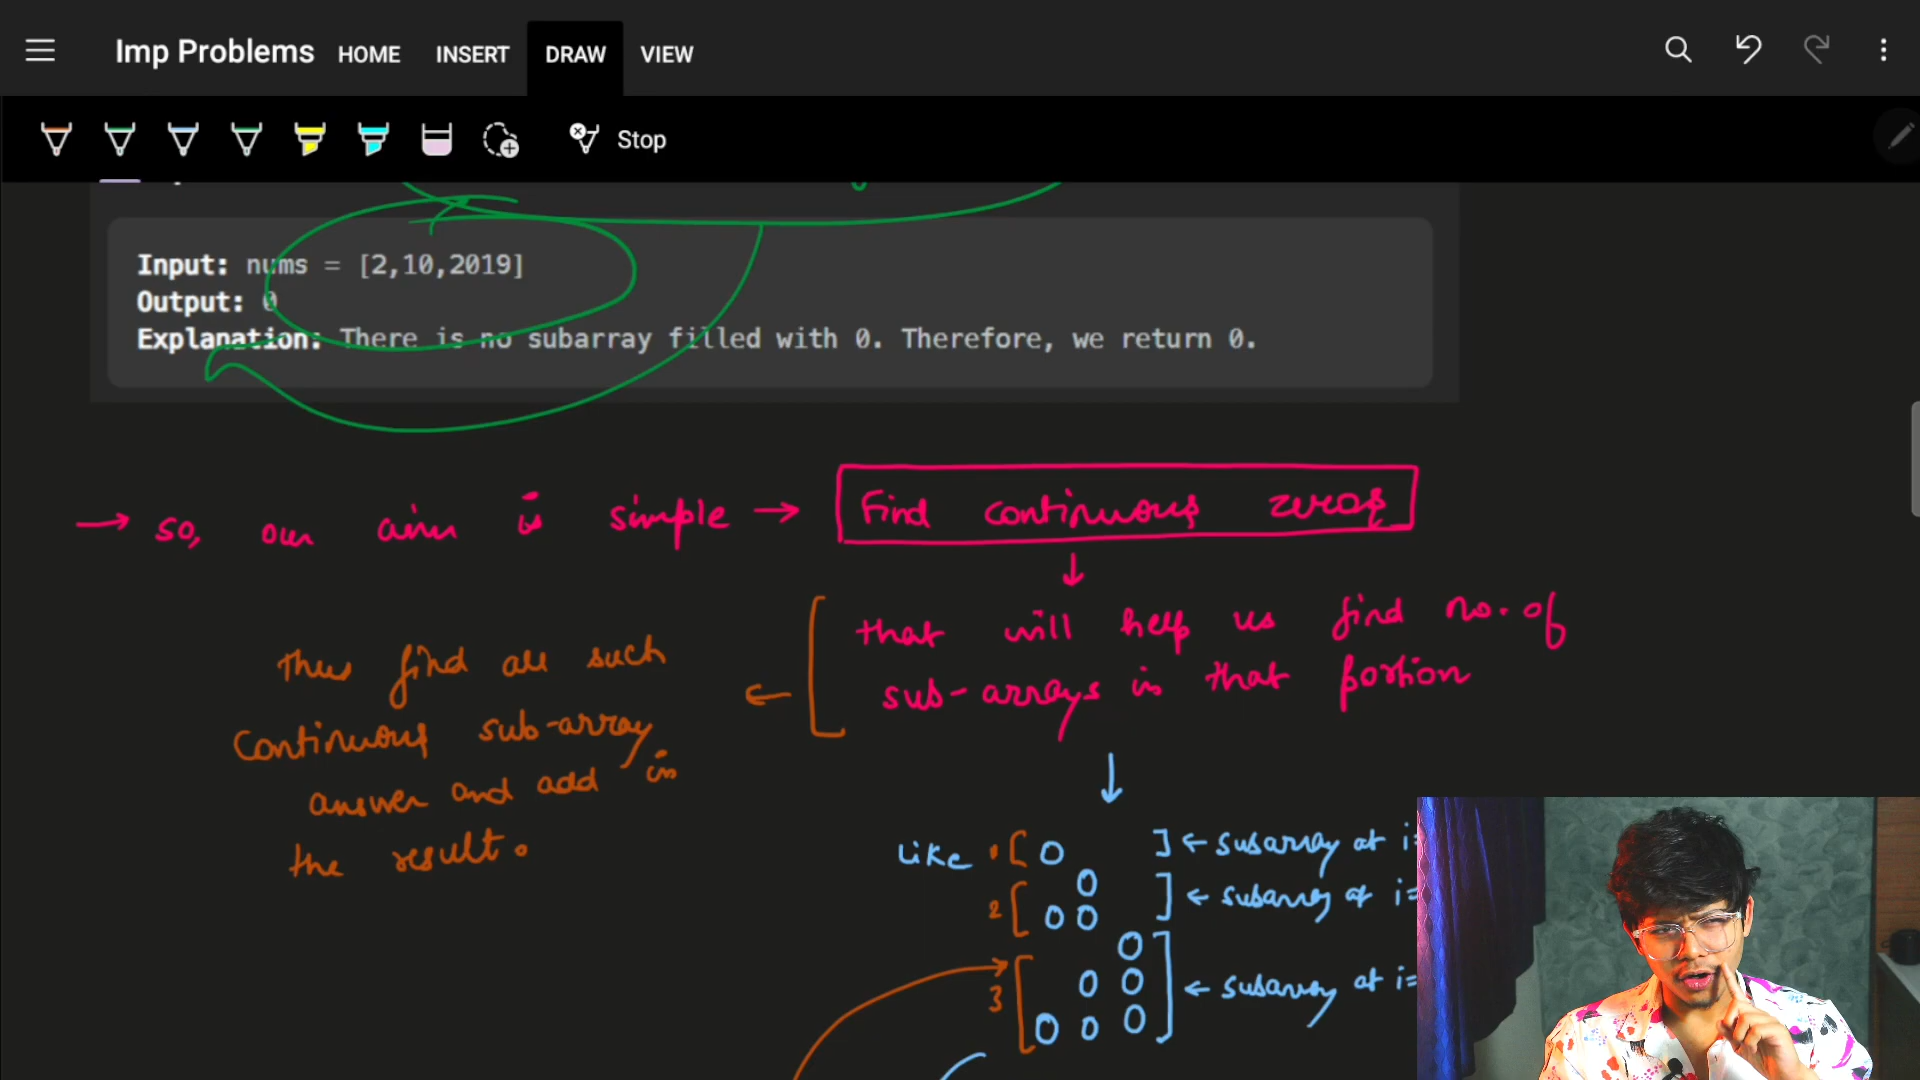 Imp Problems HOME INSERT DRAW VIEW
Stop
Input: nums = [2,10,2019]
Output: 0
Explanation: There is no subarray filled with 0. Therefore, we return 0.
→ so, our aim is simple → Find continuous zeros
↓
that will help us find no. of
sub-arrays in that portion
←
Thus find all such
continuous sub-array
answer and add in
the result.
↓
Like 1 [ 0 ] ← subarray at i=
0
2 [ 0 0 ] ← subarray at i=
0
3 [ 0 0 ] ← subarray at i=
0 0 0